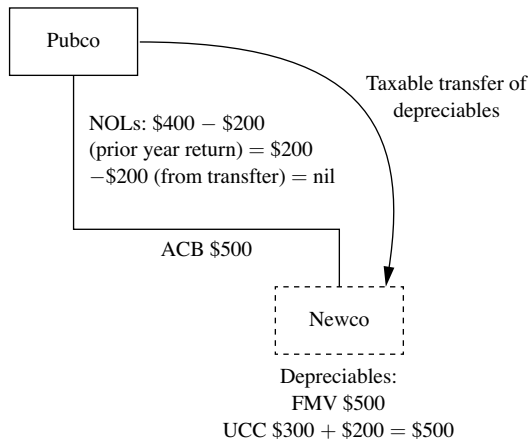 Pubco
Taxable transfer of
depreciables
NOLs: $400 − $200
(prior year return) = $200
−$200 (from transfter) = nil
ACB $500
Newco
Depreciables:
FMV $500
UCC $300 + $200 = $500